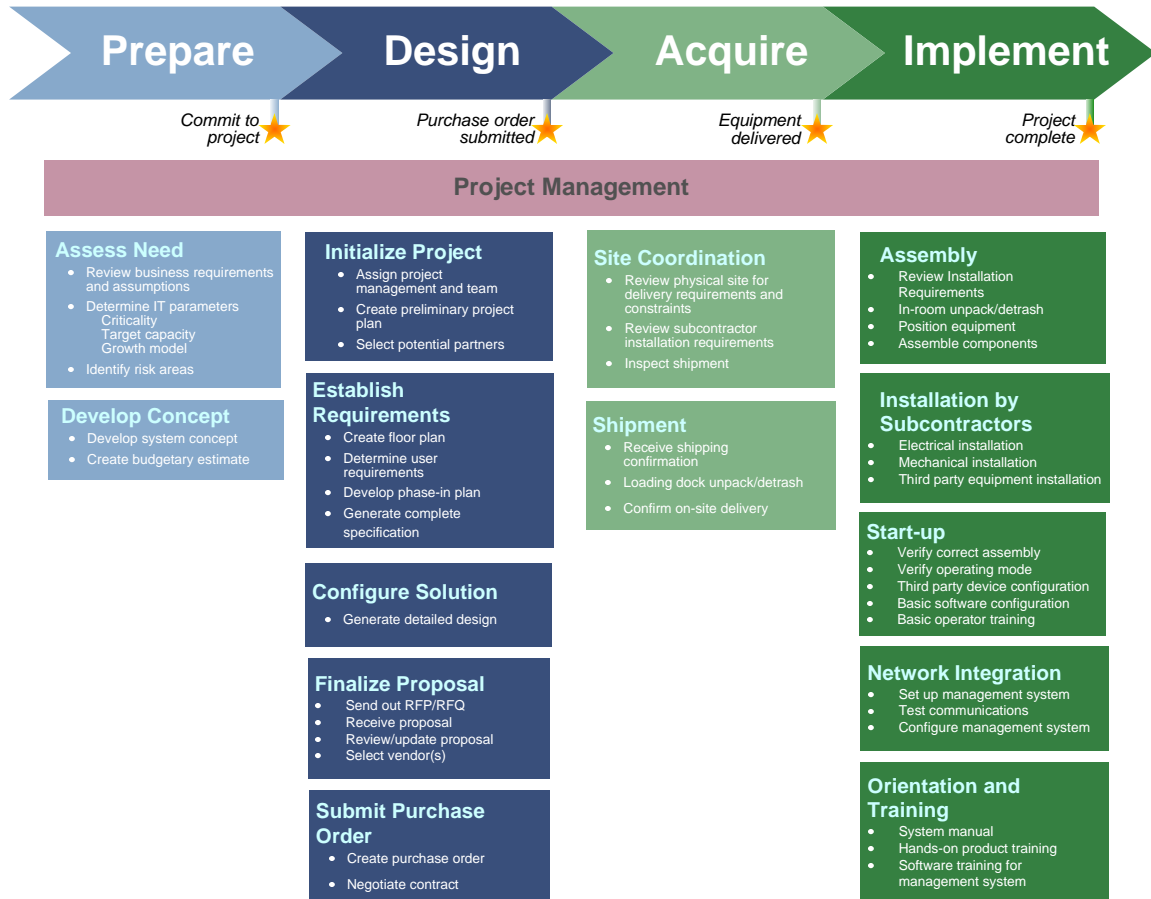 Prepare
Design
Acquire
Implement
Commit to
project
Purchase order
submitted
Equipment
delivered
Project
complete
Project Management
Assess Need
• Review business requirements
and assumptions
• Determine IT parameters
Criticality
Target capacity
Growth model
• Identify risk areas
Develop Concept
• Develop system concept
• Create budgetary estimate
Initialize Project
• Assign project
management and team
• Create preliminary project
plan
• Select potential partners
Establish
Requirements
• Create floor plan
• Determine user
requirements
• Develop phase-in plan
• Generate complete
specification
Configure Solution
• Generate detailed design
Finalize Proposal
• Send out RFP/RFQ
• Receive proposal
• Review/update proposal
• Select vendor(s)
Submit Purchase
Order
• Create purchase order
• Negotiate contract
Site Coordination
• Review physical site for
delivery requirements and
constraints
• Review subcontractor
installation requirements
• Inspect shipment
Shipment
• Receive shipping
confirmation
• Loading dock unpack/detrash
• Confirm on-site delivery
Assembly
• Review Installation
Requirements
• In-room unpack/detrash
• Position equipment
• Assemble components
Installation by
Subcontractors
• Electrical installation
• Mechanical installation
• Third party equipment installation
Start-up
• Verify correct assembly
• Verify operating mode
• Third party device configuration
• Basic software configuration
• Basic operator training
Network Integration
• Set up management system
• Test communications
• Configure management system
Orientation and
Training
• System manual
• Hands-on product training
• Software training for
management system